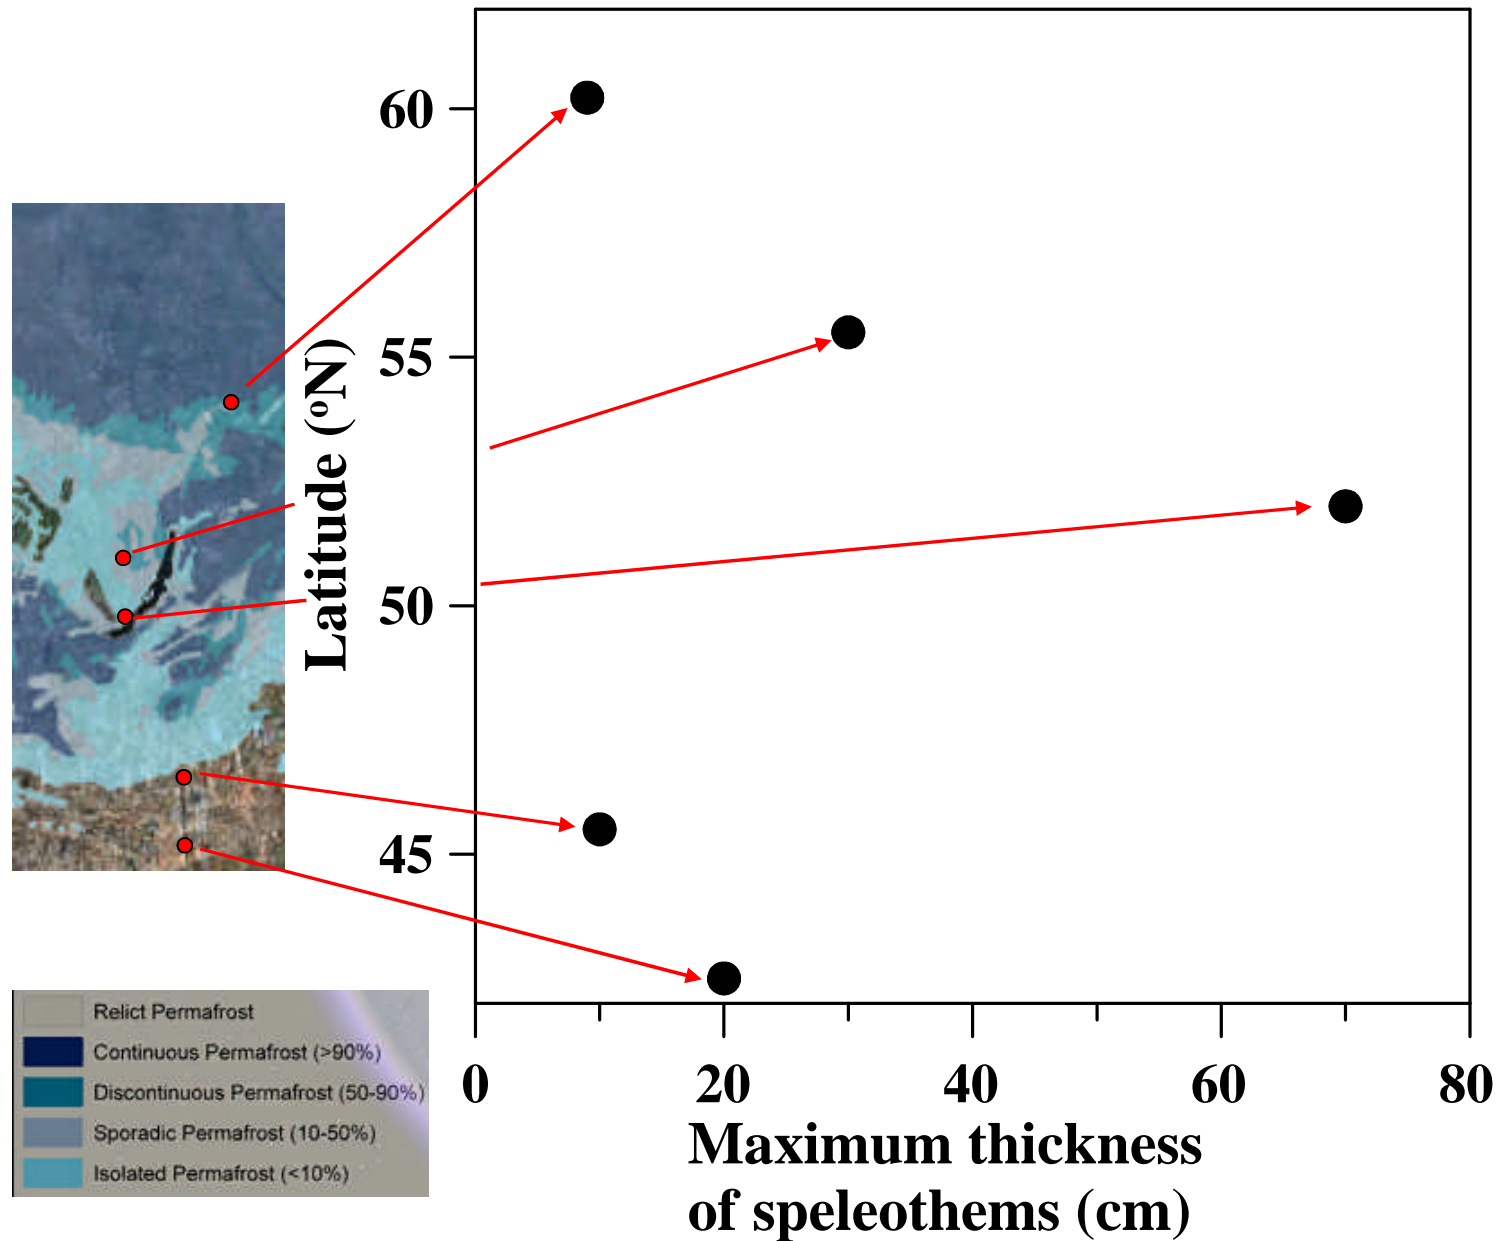 60
55
50
45
Latitude (ºN)
0
20
40
60
80
Maximum thickness
of speleothems (cm)
Relict Permafrost
Continuous Permafrost (>90%)
Discontinuous Permafrost (50-90%)
Sporadic Permafrost (10-50%)
Isolated Permafrost (<10%)